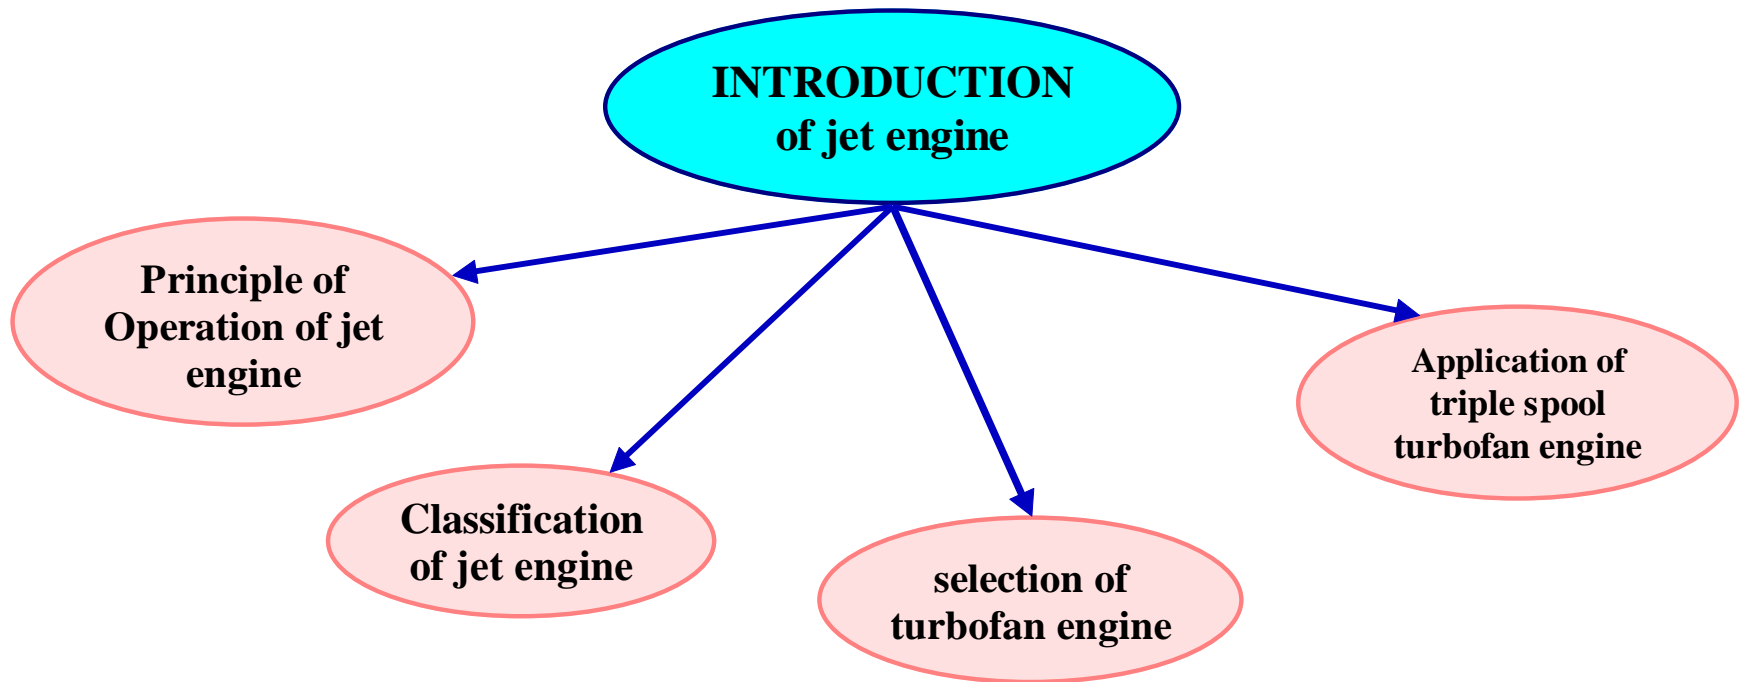 INTRODUCTION
of jet engine
Principle of
Operation of jet
engine
Classification
of jet engine
selection of
turbofan engine
Application of
triple spool
turbofan engine